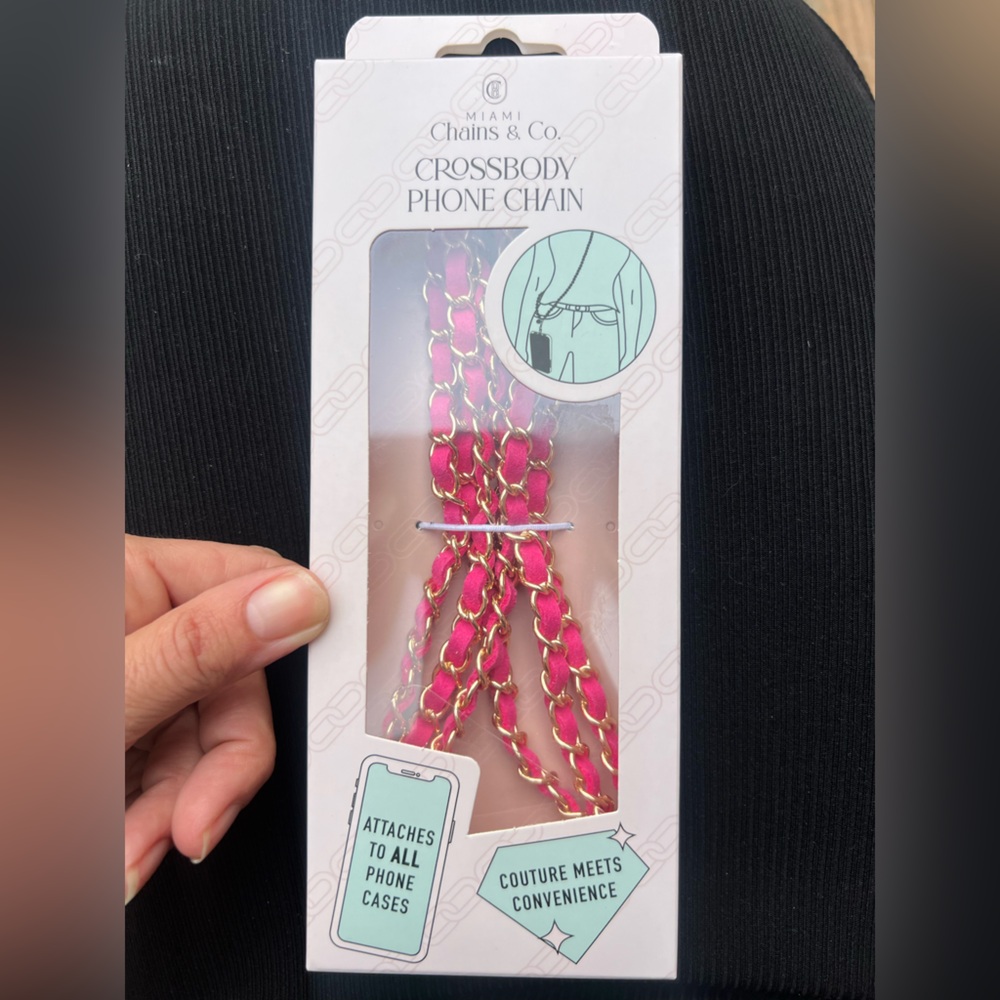 MIAMI
Chains & Co.
CROSSBODY
PHONE CHAIN
ATTACHES
TO ALL
PHONE
CASES
COUTURE MEETS
CONVENIENCE